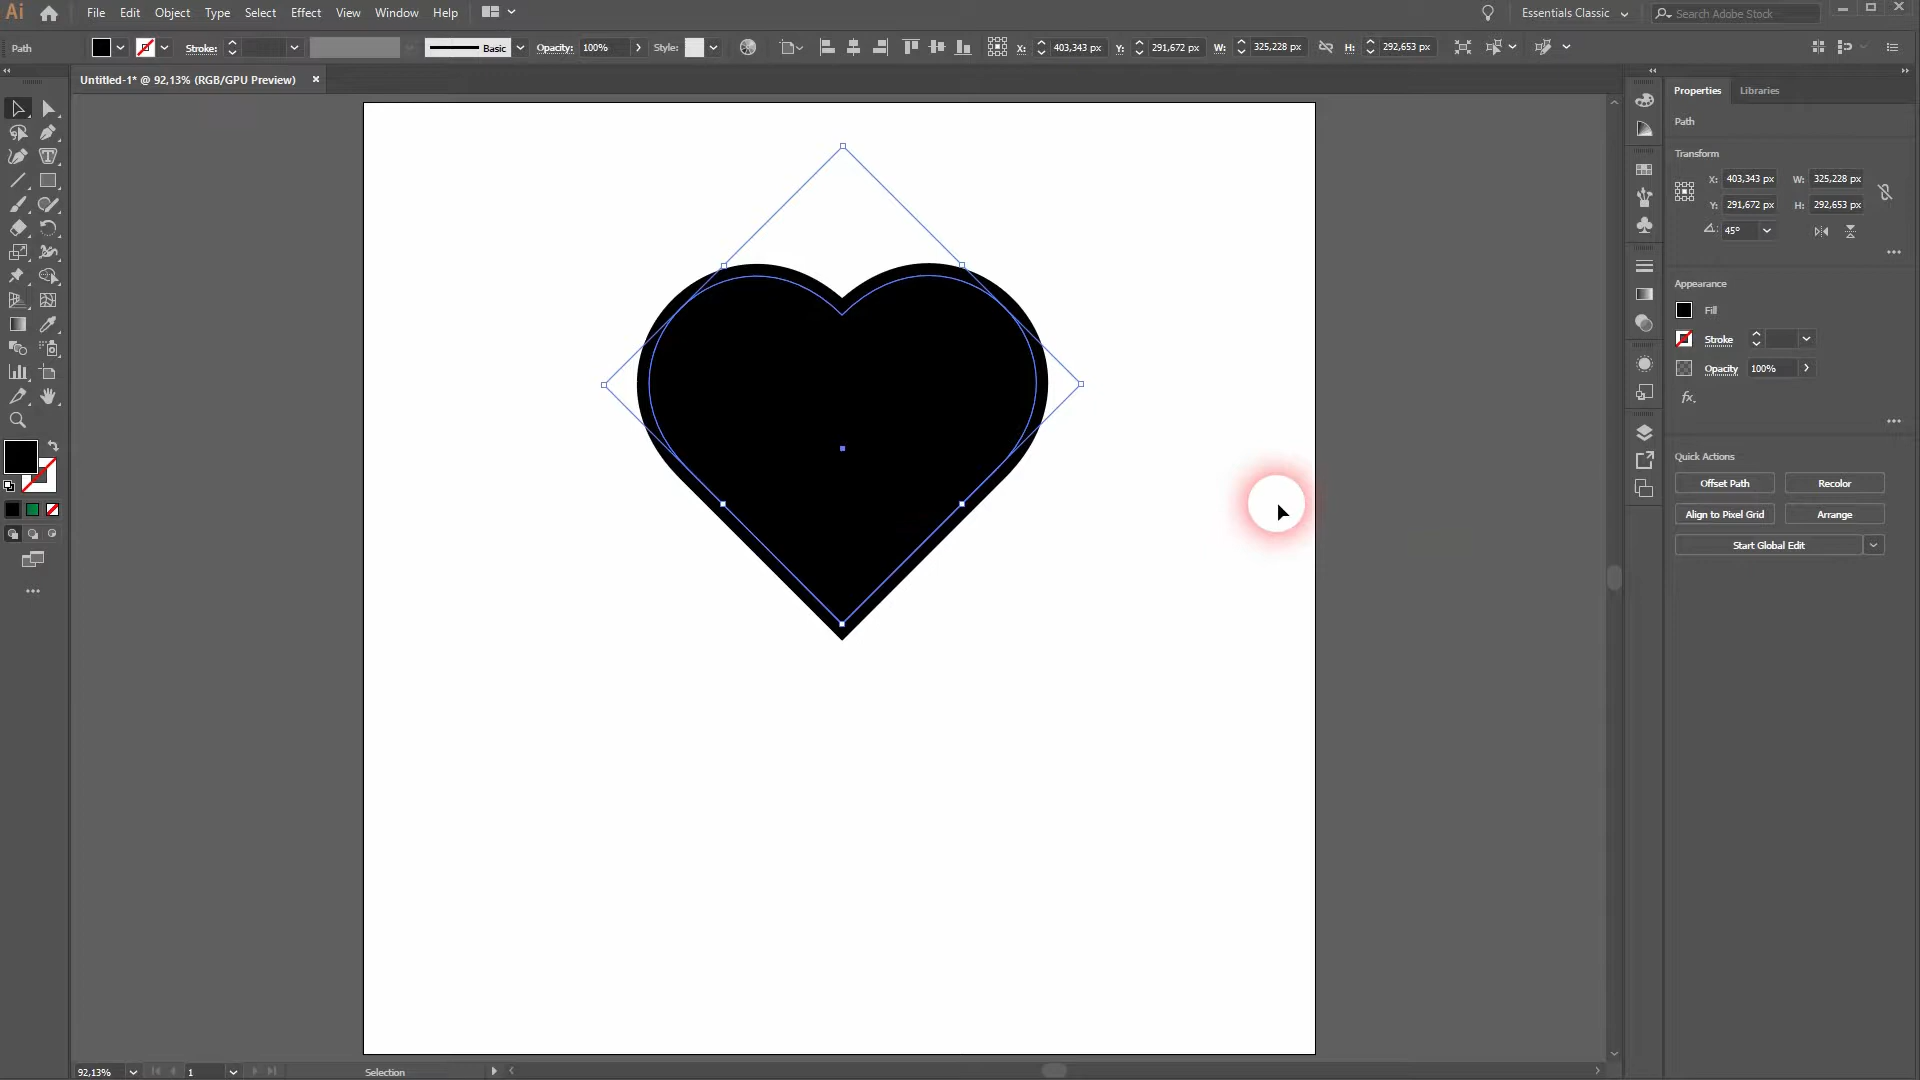 Ai File Edit Object Type Select Effect View Window Help Essentials Classic Search Adobe Stock
Path Stroke: Basic Opacity: 100% Style: X: 403,343 px Y: 291,672 px W: 325,228 px H: 292,653 px
Untitled-1* @ 92,13% (RGB/GPU Preview)
Properties Libraries
Path
Transform
X: 403,343 px W: 325,228 px
Y: 291,672 px H: 292,653 px
45°
Appearance
Fill
Stroke
Opacity 100%
fx.
Quick Actions
Offset Path Recolor
Align to Pixel Grid Arrange
Start Global Edit
92,13% 1 Selection